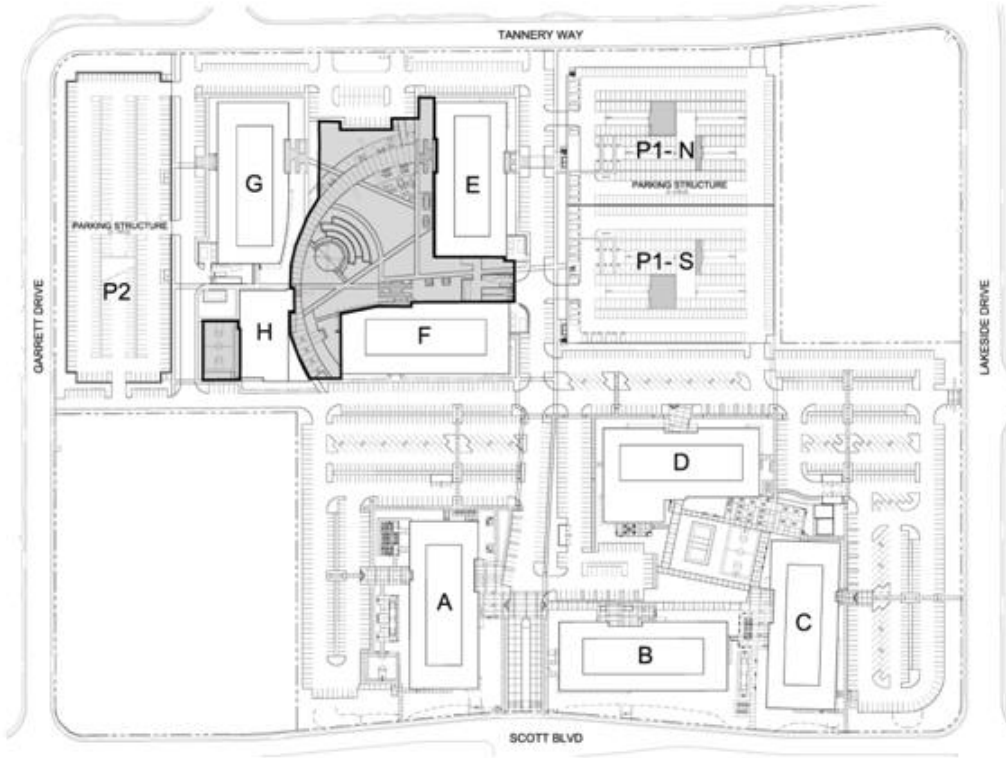 TANNERY WAY
P1- N
PARKING STRUCTURE
G
E
PARKING STRUCTURE
P1- S
P2
GARRETT DRIVE
LAKESIDE DRIVE
H
F
D
A
C
B
SCOTT BLVD